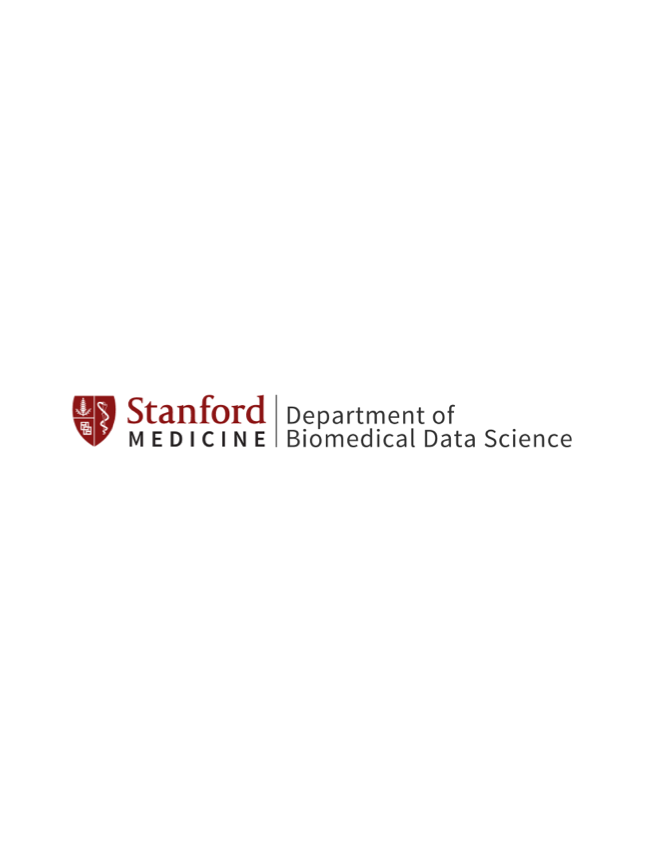 Stanford
MEDICINE
Department of
Biomedical Data Science